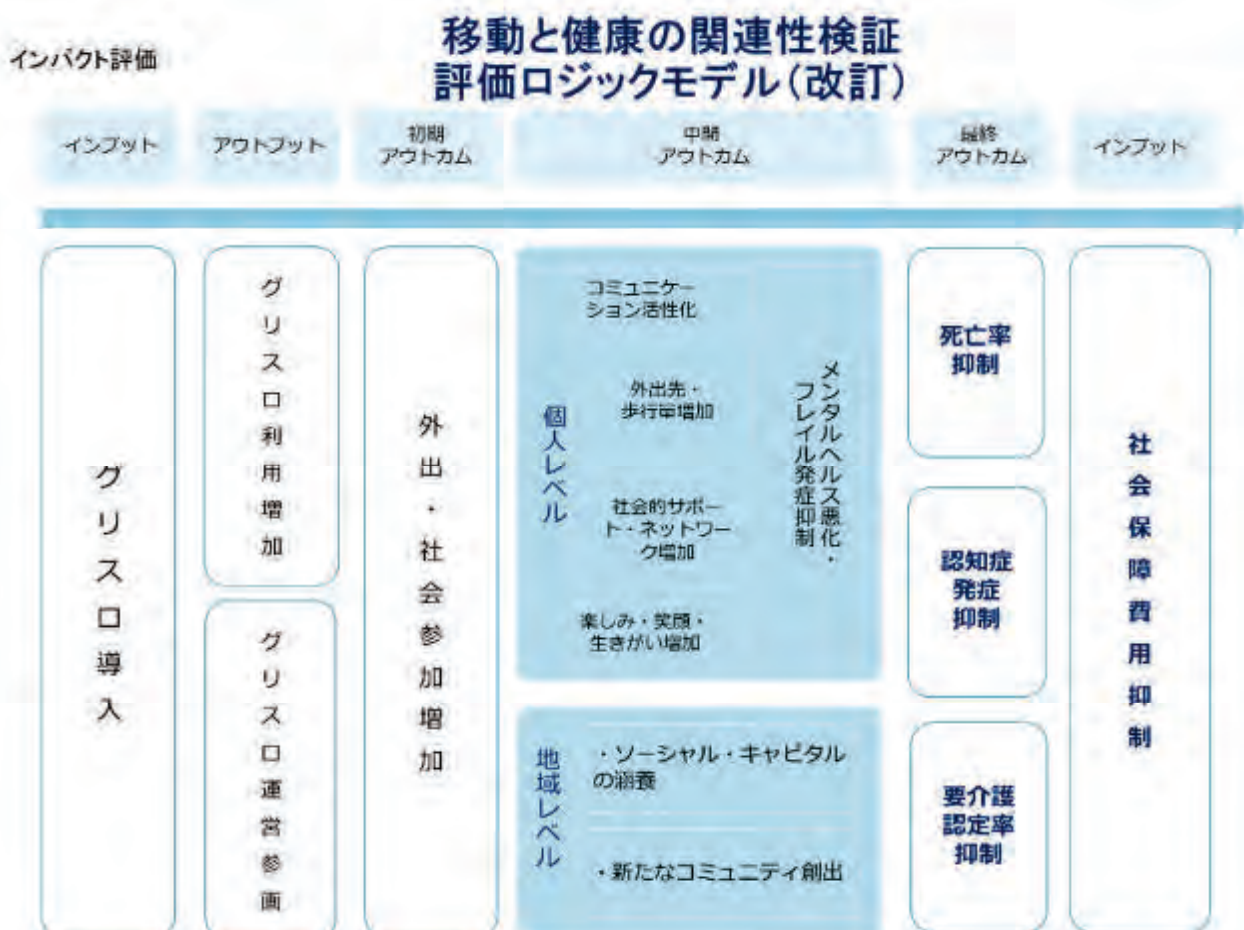 インパクト評価
移動と健康の関連性検証
評価ロジックモデル（改訂）
インプット
アウトプット
初期
アウトカム
中間
アウトカム
最終
アウトカム
インプット
グリスロ導入
グリスロ利用増加
グリスロ運営参画
外出・社会参加増加
個人レベル
コミュニケー
ション活性化
外出先・
歩行量増加
社会的サポー
ト・ネットワー
ク増加
楽しみ・笑顔・
生きがい増加
メンタルヘルス悪化・
フレイル発症抑制
地域レベル
・ソーシャル・キャピタル
の涵養
・新たなコミュニティ創出
死亡率
抑制
認知症
発症
抑制
要介護
認定率
抑制
社会保障費用抑制